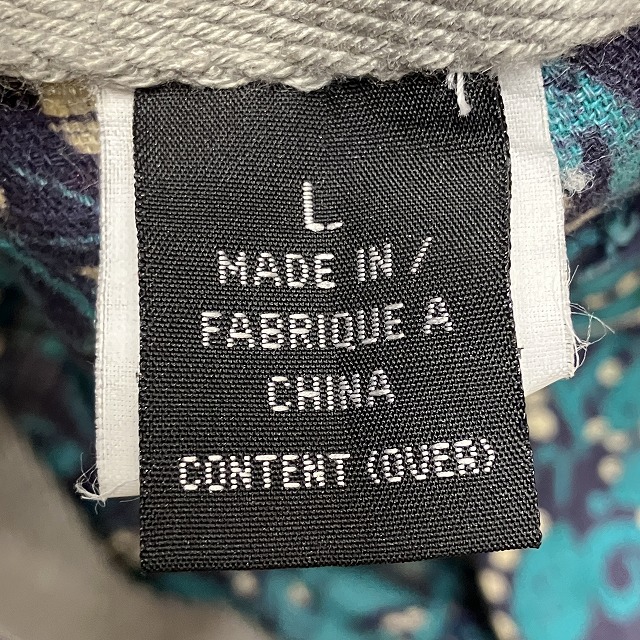 L
MADE IN /
FABRIQUE A
CHINA
CONTENT (OVER)